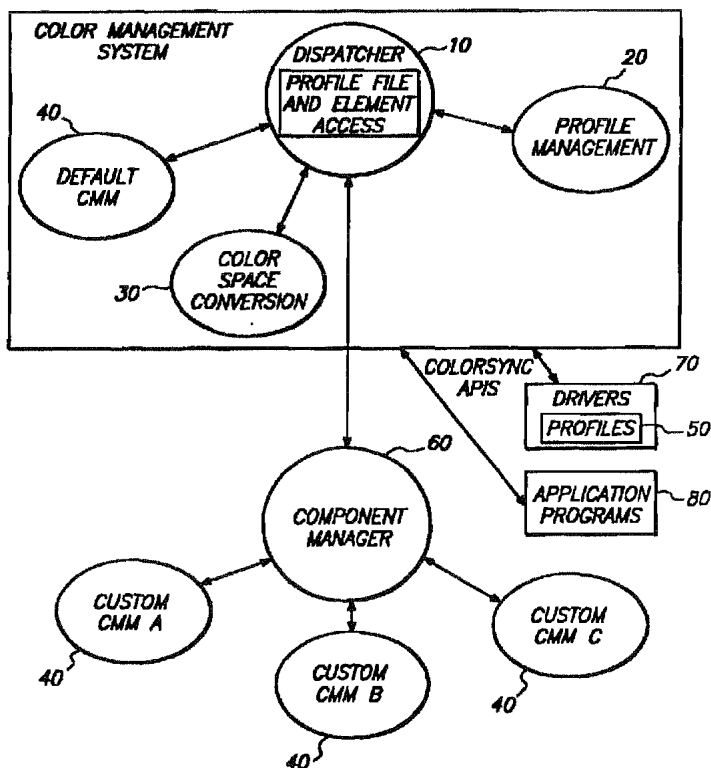 COLOR MANAGEMENT
SYSTEM
DISPATCHER
10
PROFILE FILE
AND ELEMENT
ACCESS
20
PROFILE
MANAGEMENT
40
DEFAULT
CMM
COLOR
SPACE
CONVERSION
30
COLORSYNC
APIS
70
DRIVERS
PROFILES
50
60
APPLICATION
PROGRAMS
80
COMPONENT
MANAGER
CUSTOM
CMM A
40
CUSTOM
CMM B
40
CUSTOM
CMM C
40